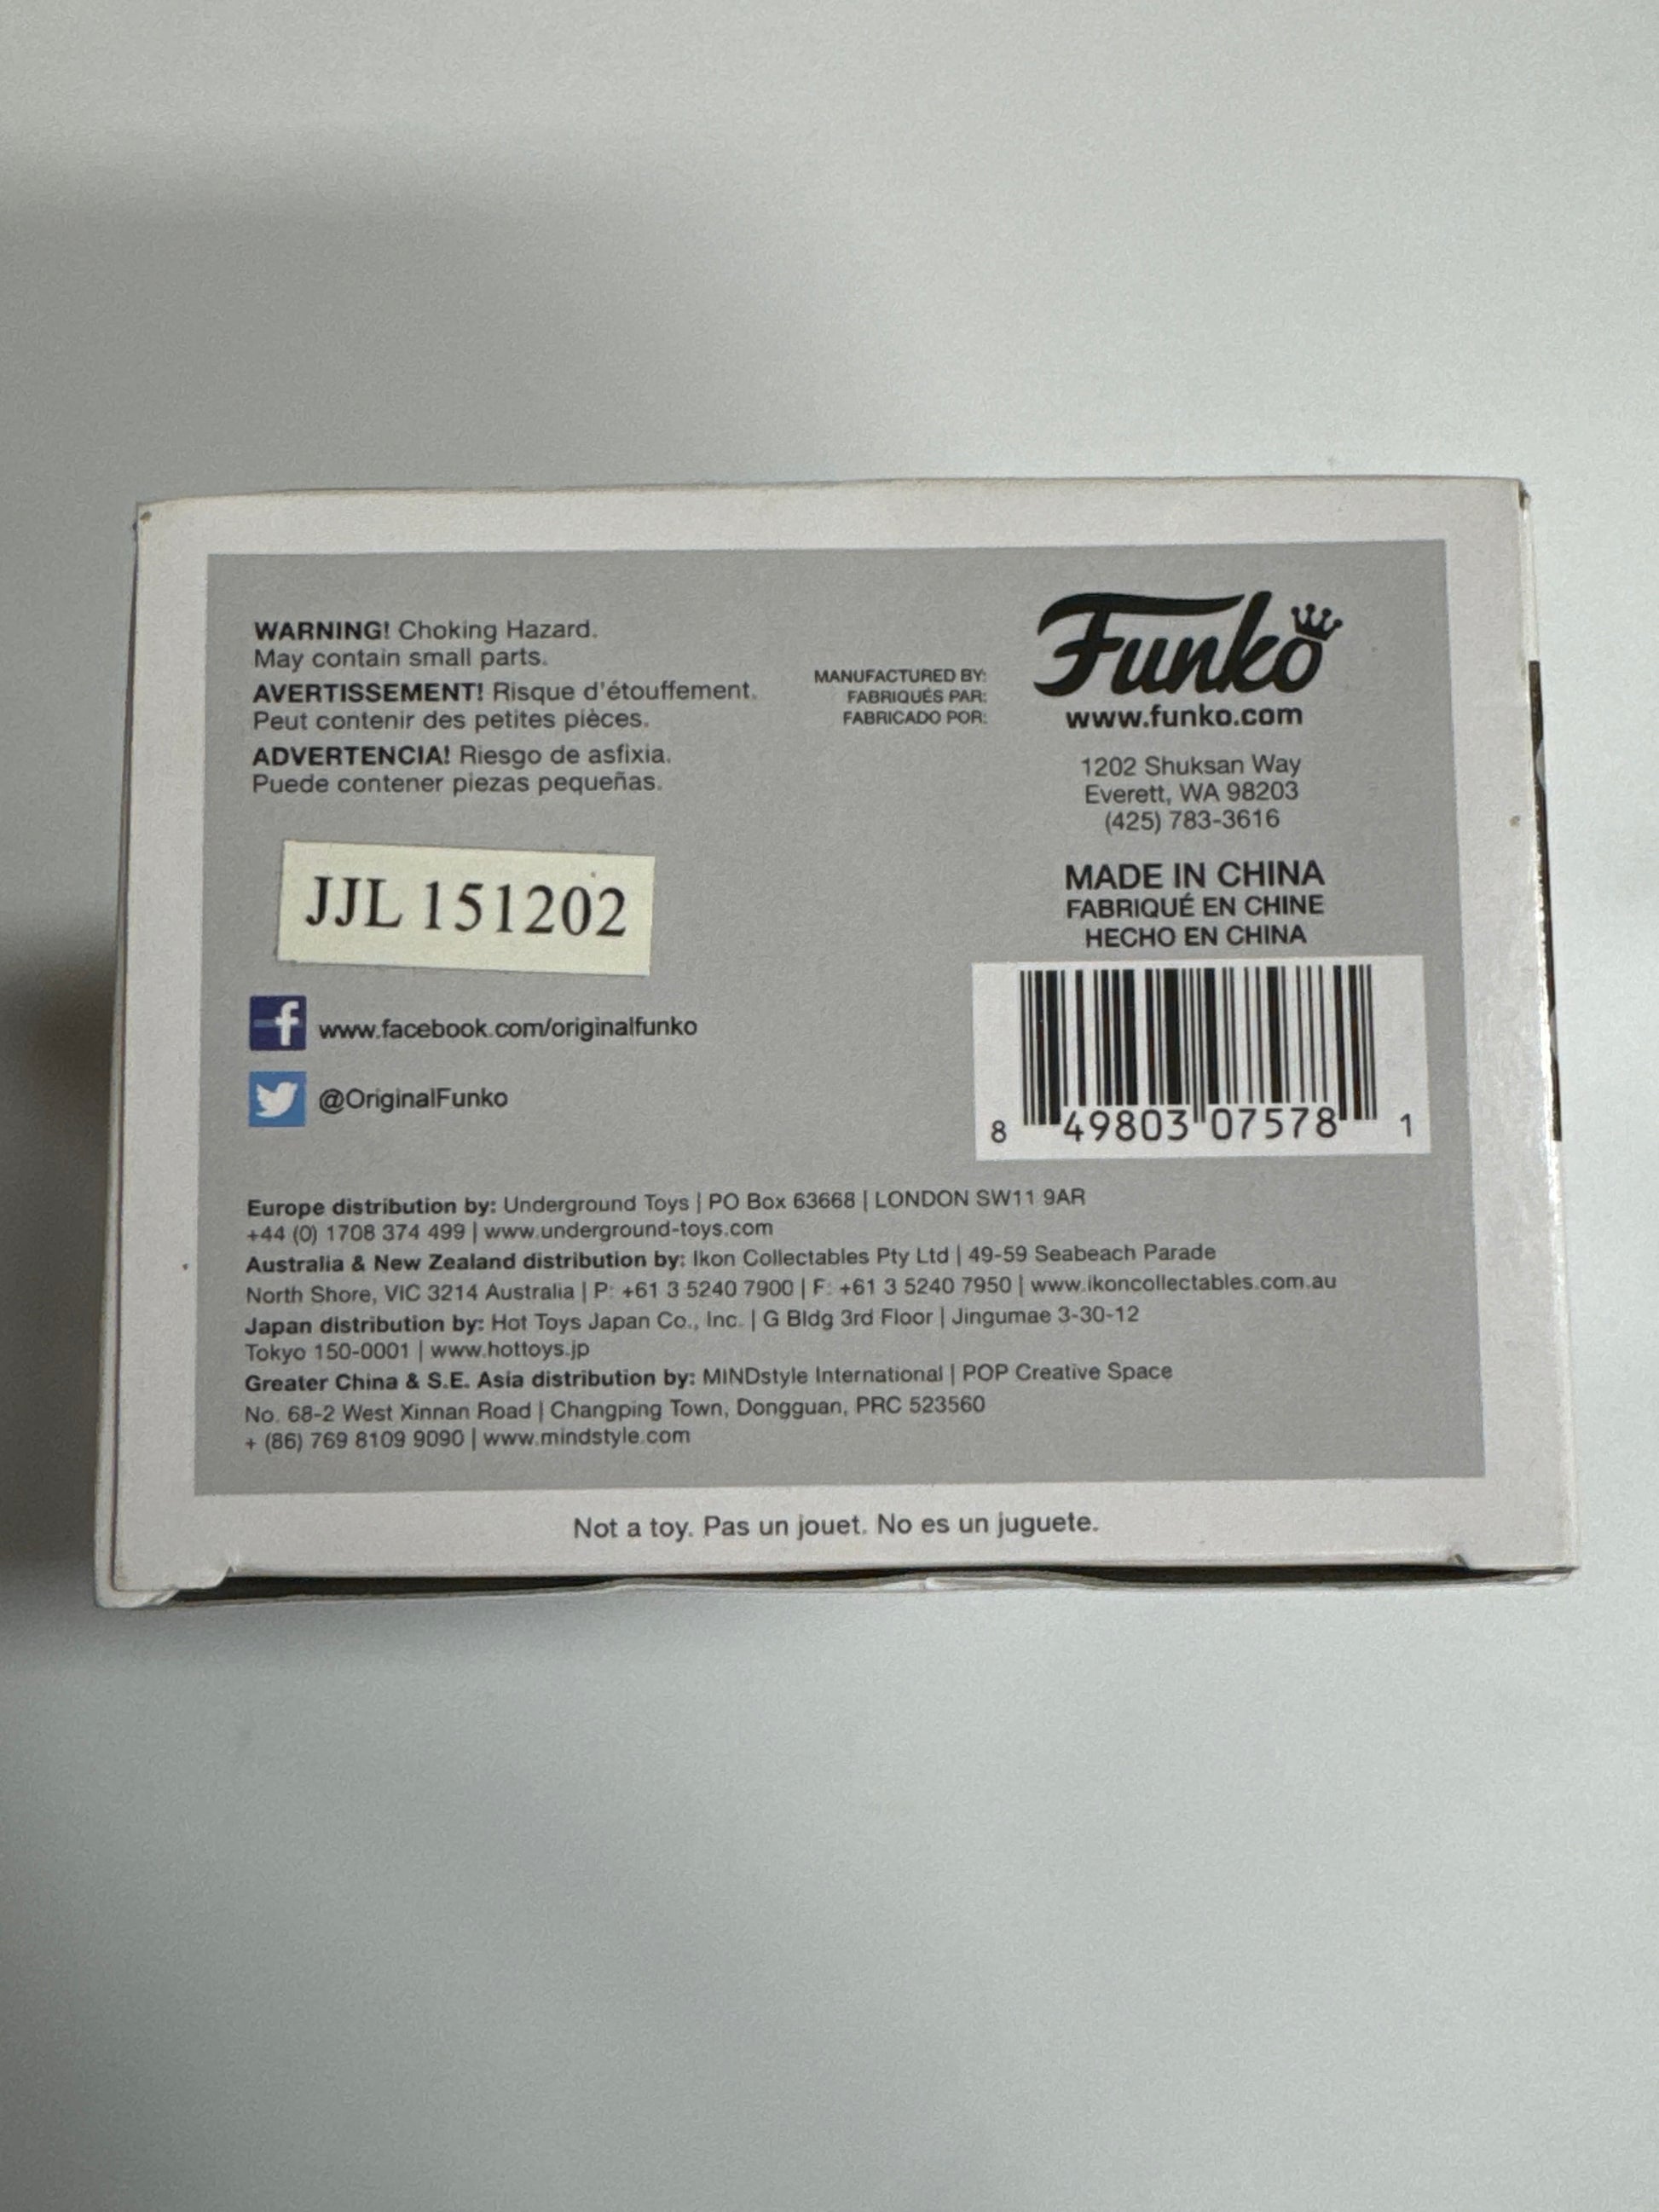 WARNING! Choking Hazard.
May contain small parts.
AVERTISSEMENT! Risque d'étouffement.
Peut contenir des petites pièces.
ADVERTENCIA! Riesgo de asfixia.
Puede contener piezas pequeñas.
JJL 151202
www.facebook.com/originalfunko
@OriginalFunko
MANUFACTURED BY:
FABRIQUÉS PAR:
FABRICADO POR:
Funko
www.funko.com
1202 Shuksan Way
Everett, WA 98203
(425) 783-3616
MADE IN CHINA
FABRIQUÉ EN CHINE
HECHO EN CHINA
8 49803 07578 1
Europe distribution by: Underground Toys | PO Box 63668 | LONDON SW11 9AR
+44 (0) 1708 374 499 | www.underground-toys.com
Australia & New Zealand distribution by: Ikon Collectables Pty Ltd | 49-59 Seabeach Parade
North Shore, VIC 3214 Australia | P: +61 3 5240 7900 | F: +61 3 5240 7950 | www.ikoncollectables.com.au
Japan distribution by: Hot Toys Japan Co., Inc. | G Bldg 3rd Floor | Jingumae 3-30-12
Tokyo 150-0001 | www.hottoys.jp
Greater China & S.E. Asia distribution by: MINDstyle International | POP Creative Space
No. 68-2 West Xinnan Road | Changping Town, Dongguan, PRC 523560
+ (86) 769 8109 9090 | www.mindstyle.com
Not a toy. Pas un jouet. No es un juguete.